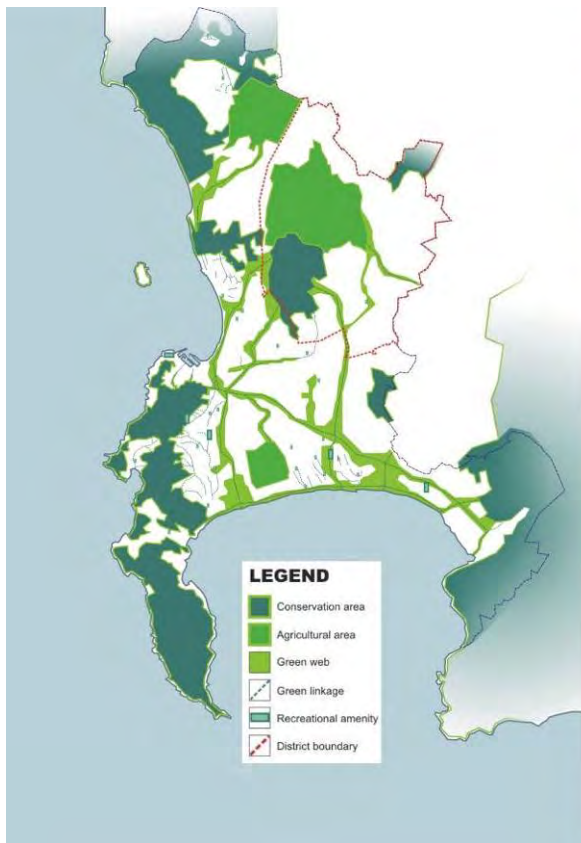 LEGEND
Conservation area
Agricultural area
Green web
Green linkage
Recreational amenity
District boundary